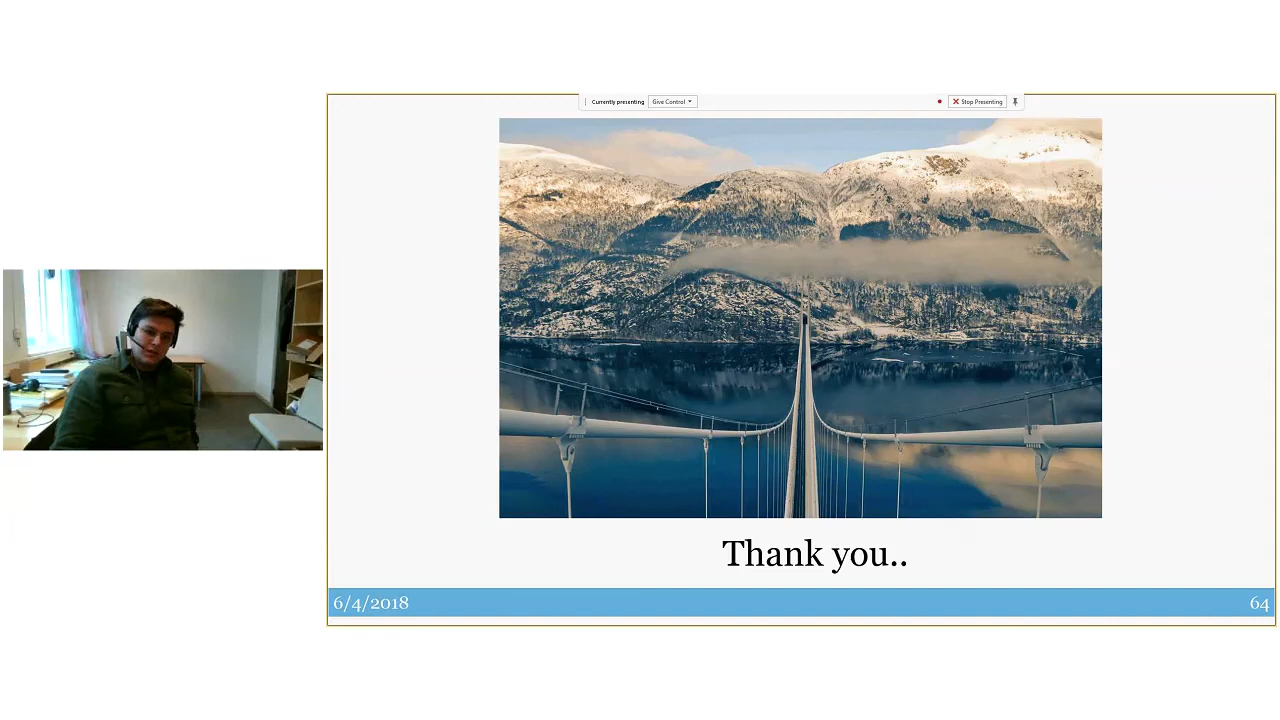 Currently presenting Give Control Stop Presenting
Thank you..
6/4/2018 64